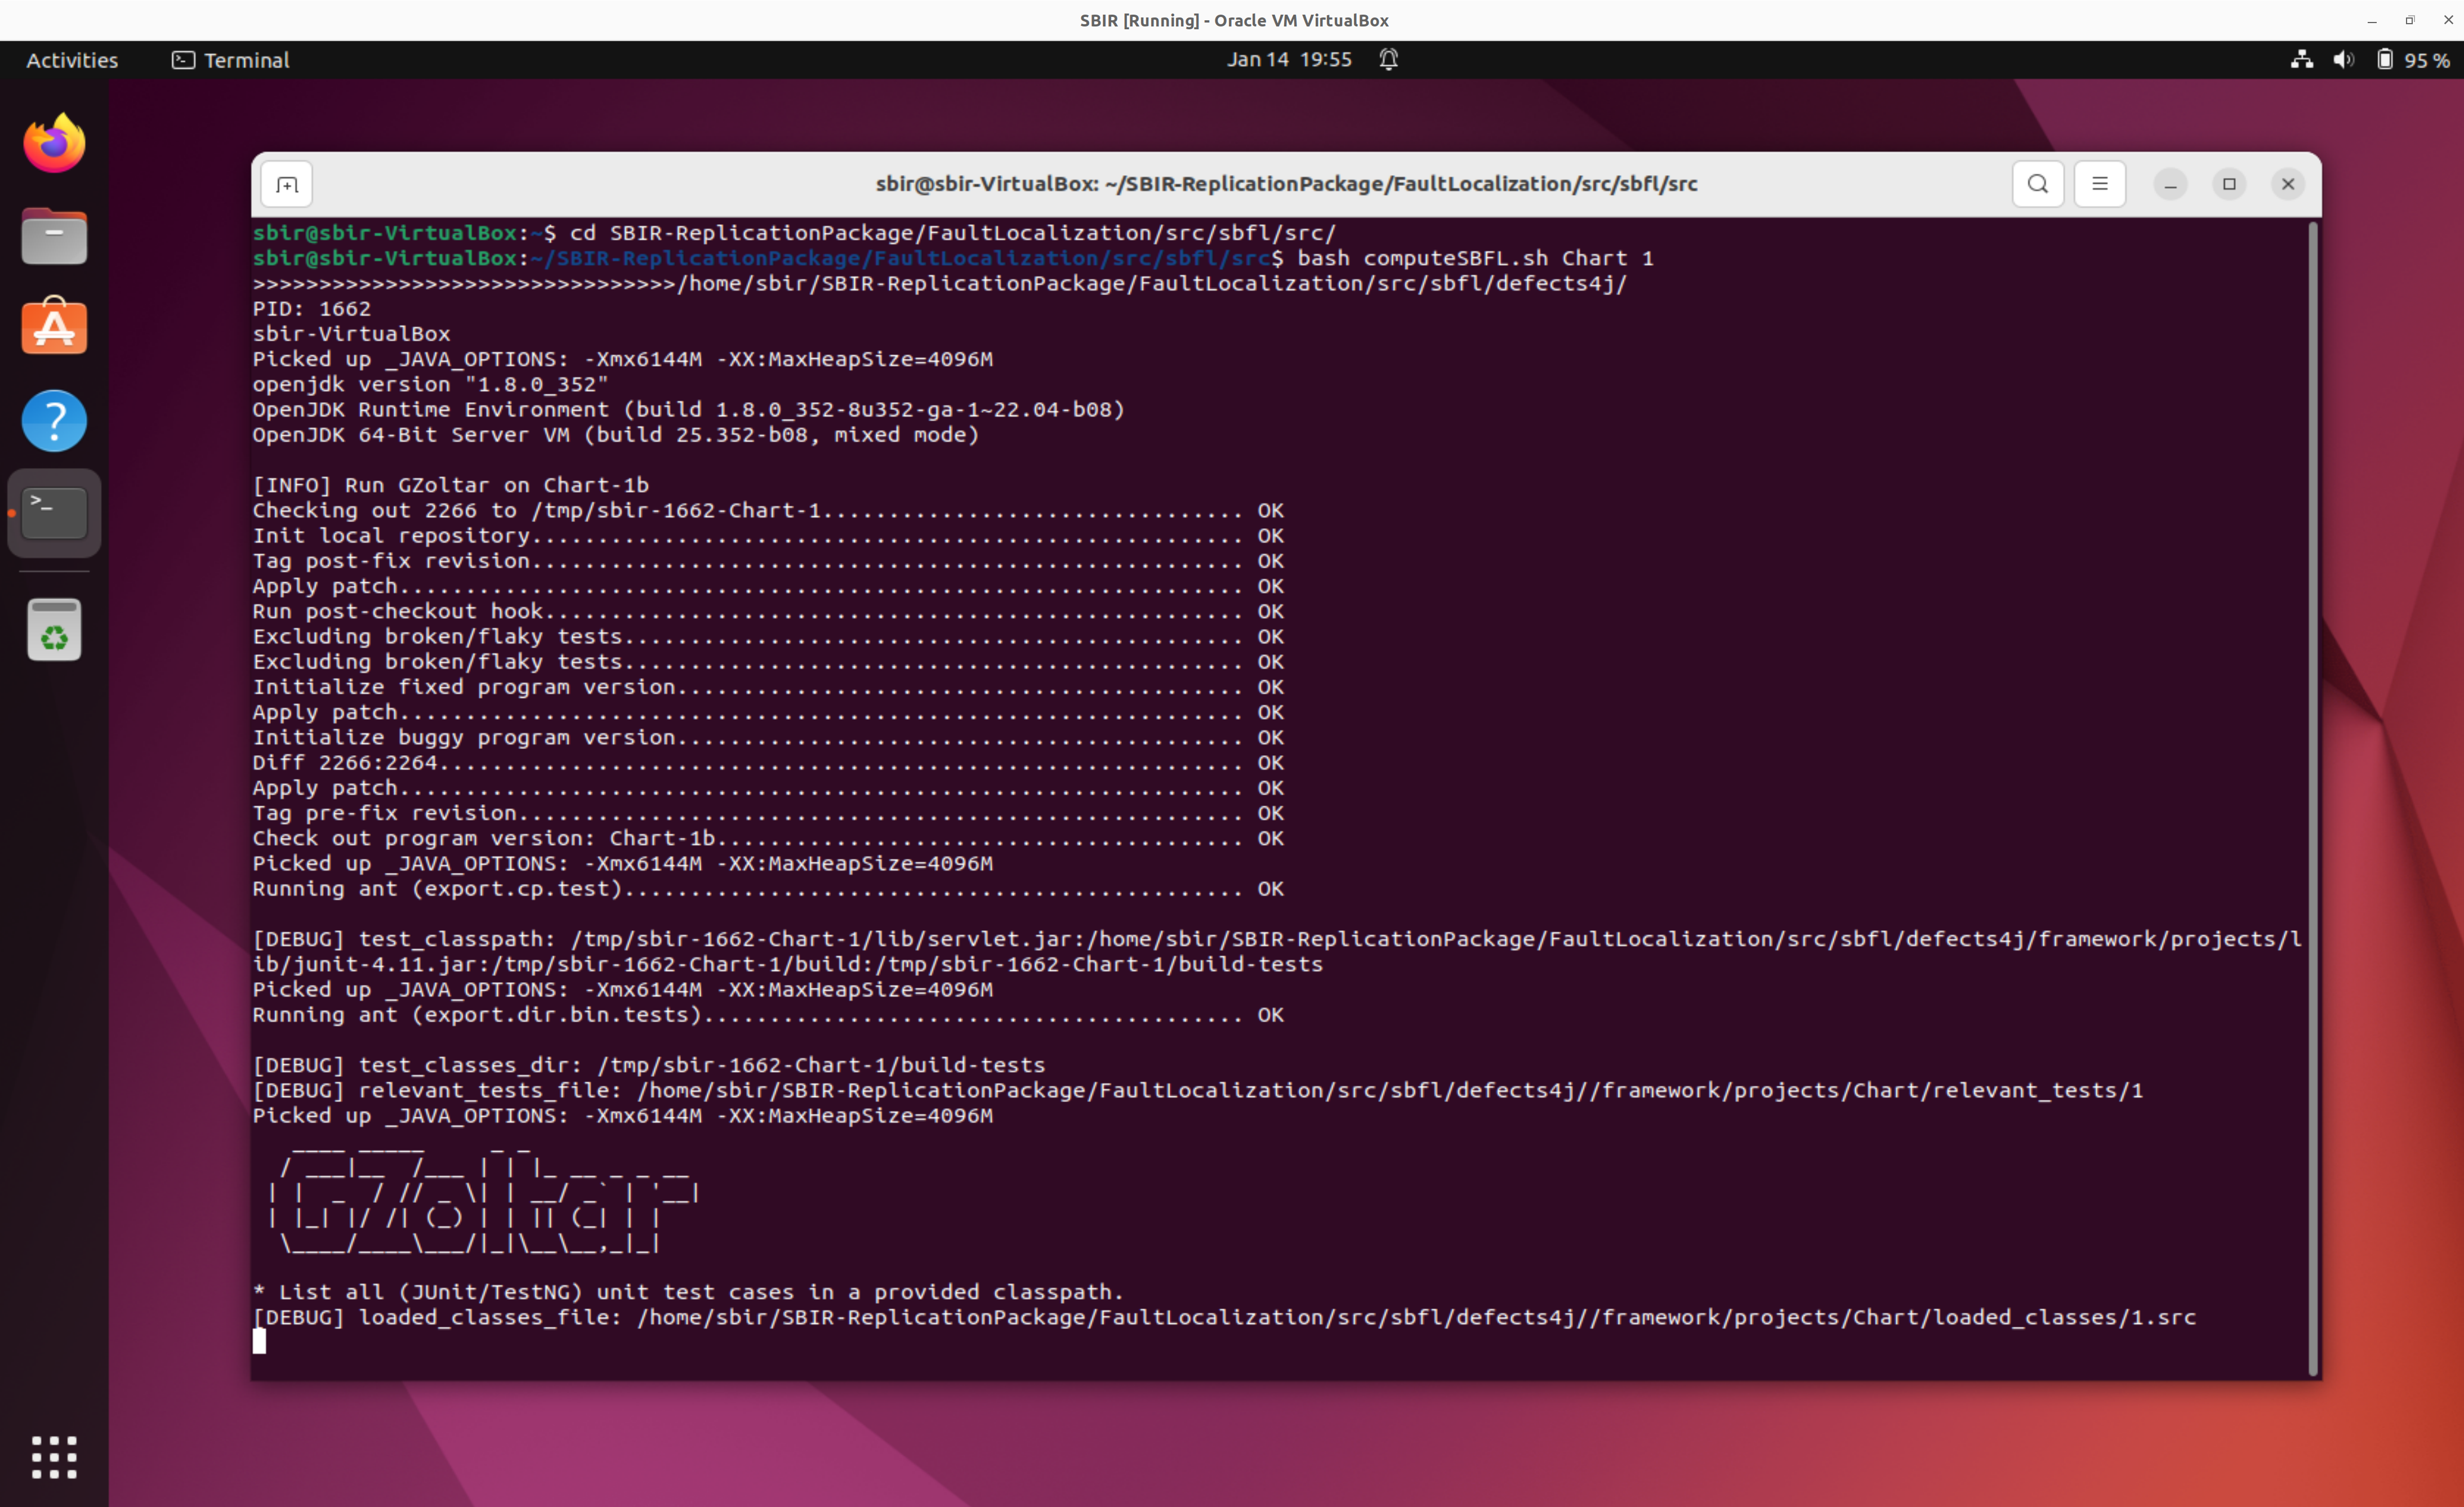 SBIR [Running] - Oracle VM VirtualBox
Activities Terminal Jan 14 19:55 95 %
sbir@sbir-VirtualBox: ~/SBIR-ReplicationPackage/FaultLocalization/src/sbfl/src
sbir@sbir-VirtualBox:~$ cd SBIR-ReplicationPackage/FaultLocalization/src/sbfl/src/
sbir@sbir-VirtualBox:~/SBIR-ReplicationPackage/FaultLocalization/src/sbfl/src$ bash computeSBFL.sh Chart 1
>>>>>>>>>>>>>>>>>>>>>>>>>>>>>>>>/home/sbir/SBIR-ReplicationPackage/FaultLocalization/src/sbfl/defects4j/
PID: 1662
sbir-VirtualBox
Picked up _JAVA_OPTIONS: -Xmx6144M -XX:MaxHeapSize=4096M
openjdk version "1.8.0_352"
OpenJDK Runtime Environment (build 1.8.0_352-8u352-ga-1~22.04-b08)
OpenJDK 64-Bit Server VM (build 25.352-b08, mixed mode)
[INFO] Run GZoltar on Chart-1b
Checking out 2266 to /tmp/sbir-1662-Chart-1................................ OK
Init local repository...................................................... OK
Tag post-fix revision...................................................... OK
Apply patch................................................................ OK
Run post-checkout hook..................................................... OK
Excluding broken/flaky tests............................................... OK
Excluding broken/flaky tests............................................... OK
Initialize fixed program version........................................... OK
Apply patch................................................................ OK
Initialize buggy program version........................................... OK
Diff 2266:2264............................................................. OK
Apply patch................................................................ OK
Tag pre-fix revision....................................................... OK
Check out program version: Chart-1b........................................ OK
Picked up _JAVA_OPTIONS: -Xmx6144M -XX:MaxHeapSize=4096M
Running ant (export.cp.test)............................................... OK
[DEBUG] test_classpath: /tmp/sbir-1662-Chart-1/lib/servlet.jar:/home/sbir/SBIR-ReplicationPackage/FaultLocalization/src/sbfl/defects4j/framework/projects/l
ib/junit-4.11.jar:/tmp/sbir-1662-Chart-1/build:/tmp/sbir-1662-Chart-1/build-tests
Picked up _JAVA_OPTIONS: -Xmx6144M -XX:MaxHeapSize=4096M
Running ant (export.dir.bin.tests)......................................... OK
[DEBUG] test_classes_dir: /tmp/sbir-1662-Chart-1/build-tests
[DEBUG] relevant_tests_file: /home/sbir/SBIR-ReplicationPackage/FaultLocalization/src/sbfl/defects4j//framework/projects/Chart/relevant_tests/1
Picked up _JAVA_OPTIONS: -Xmx6144M -XX:MaxHeapSize=4096M
GZoltar
* List all (JUnit/TestNG) unit test cases in a provided classpath.
[DEBUG] loaded_classes_file: /home/sbir/SBIR-ReplicationPackage/FaultLocalization/src/sbfl/defects4j//framework/projects/Chart/loaded_classes/1.src